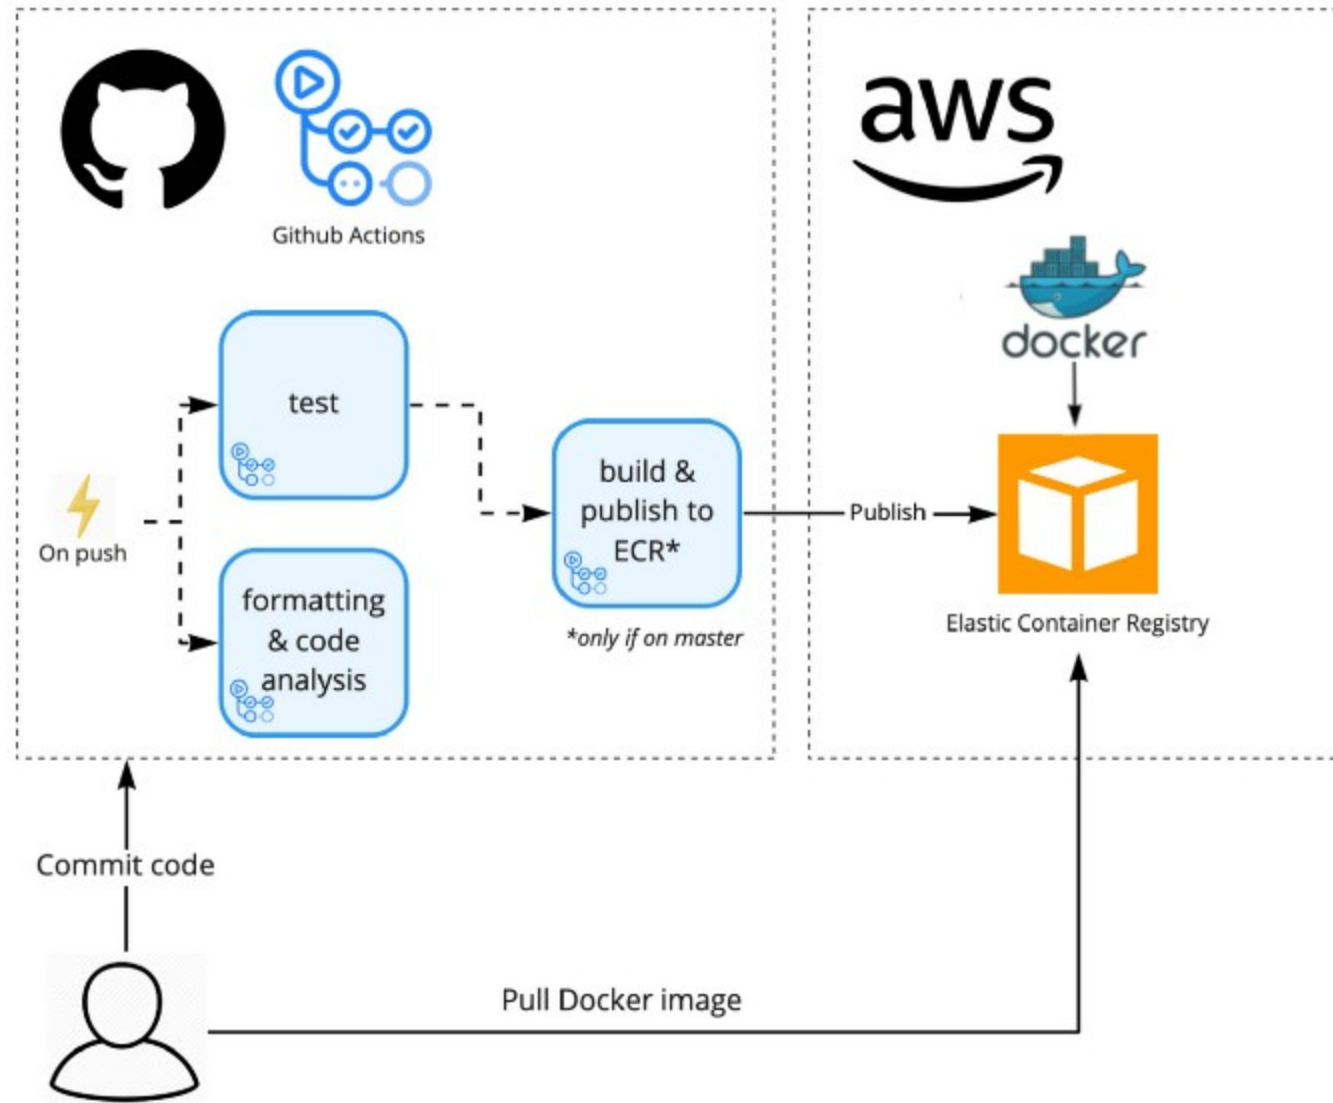 aws
Github Actions
docker
test
On push
formatting
& code
analysis
build &
publish to
ECR*
*only if on master
Publish
Elastic Container Registry
Commit code
Pull Docker image